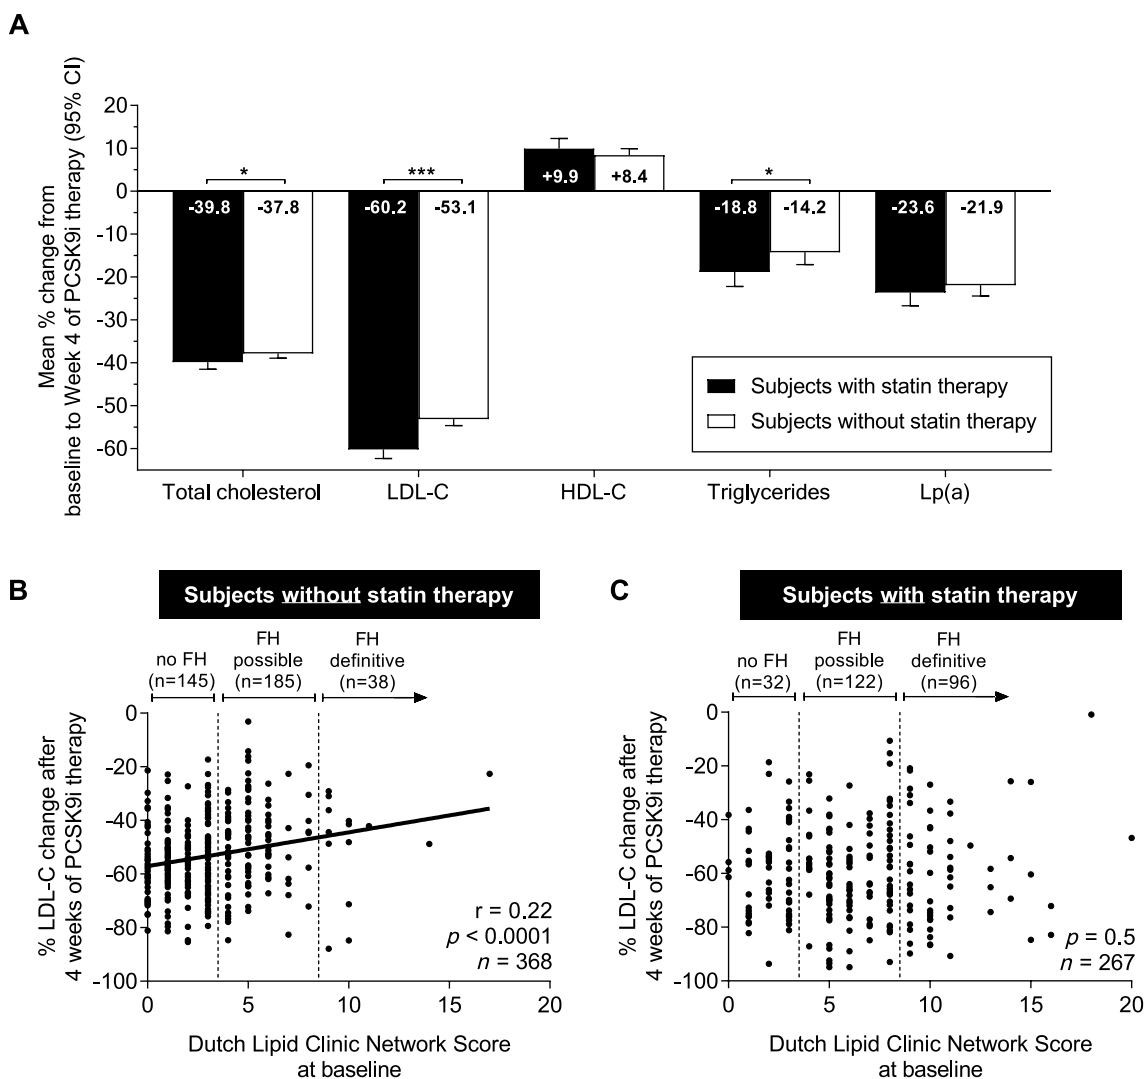 A
Mean % change from
baseline to Week 4 of PCSK9i therapy (95% CI)
20
10
0
-10
-20
-30
-40
-50
-60
*
***
*
-39.8
-37.8
-60.2
-53.1
+9.9
+8.4
-18.8
-14.2
-23.6
-21.9
Subjects with statin therapy
Subjects without statin therapy
Total cholesterol
LDL-C
HDL-C
Triglycerides
Lp(a)
B
Subjects without statin therapy
no FH
(n=145)
FH
possible
(n=185)
FH
definitive
(n=38)
% LDL-C change after
4 weeks of PCSK9i therapy
0
-20
-40
-60
-80
-100
r = 0.22
p < 0.0001
n = 368
0
5
10
15
20
Dutch Lipid Clinic Network Score
at baseline
C
Subjects with statin therapy
no FH
(n=32)
FH
possible
(n=122)
FH
definitive
(n=96)
% LDL-C change after
4 weeks of PCSK9i therapy
0
-20
-40
-60
-80
-100
p = 0.5
n = 267
0
5
10
15
20
Dutch Lipid Clinic Network Score
at baseline